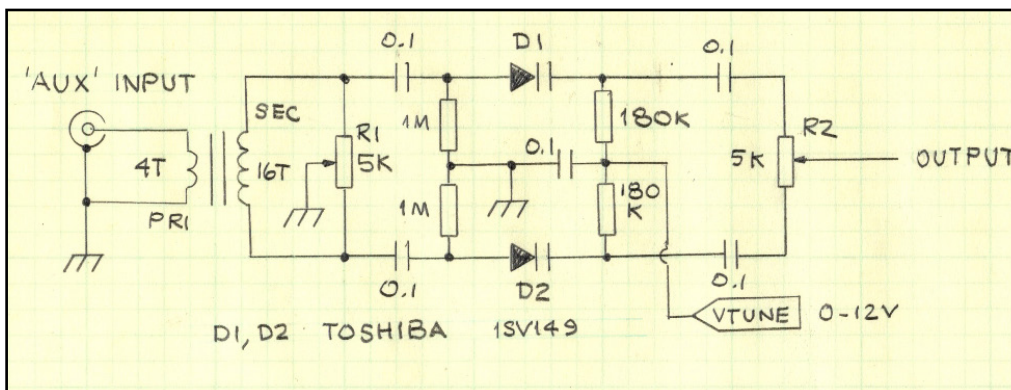 'AUX' INPUT
4T
PRI
SEC
16T
R1
5K
0.1
0.1
1M
1M
D1
D2
0.1
180K
180
K
0.1
0.1
R2
5K
OUTPUT
VTUNE
0-12V
D1, D2 TOSHIBA 1SV149